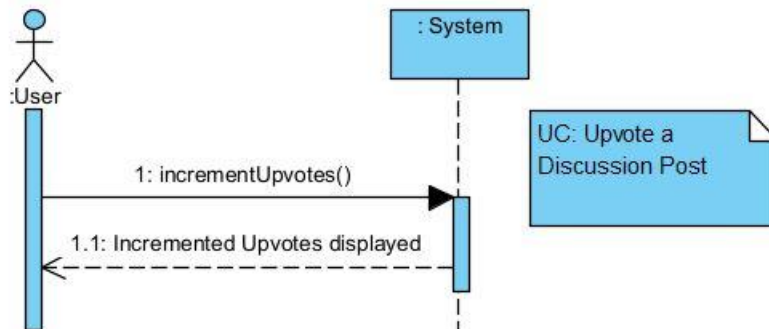 : System
:User
UC: Upvote a
Discussion Post
1: incrementUpvotes()
1.1: Incremented Upvotes displayed